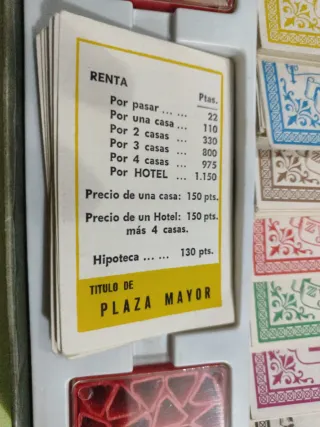 RENTA
Ptas.
Por pasar ... ... 22
Por una casa ... 110
Por 2 casas ... 330
Por 3 casas ... 800
Por 4 casas ... 975
Por HOTEL ... 1.150
Precio de una casa: 150 pts.
Precio de un Hotel: 150 pts.
más 4 casas.
Hipoteca ... ... 130 pts.
TITULO DE
PLAZA MAYOR